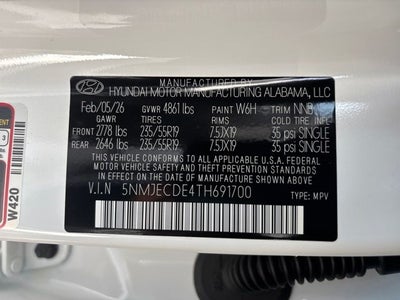 MANUFACTURED BY
HYUNDAI MOTOR MANUFACTURING ALABAMA, LLC
Feb/05/26 GVWR 4861 lbs PAINT W6H TRIM NNB
GAWR TIRES RIMS COLD TIRE INF.
FRONT 2778 lbs 235/55R19 7.5JX19 35 psi SINGLE
REAR 2646 lbs 235/55R19 7.5JX19 35 psi SINGLE
THIS VEHICLE CONFORMS TO ALL APPLICABLE U.S. FEDERAL
MOTOR VEHICLE SAFETY AND THEFT PREVENTION STANDARDS
IN EFFECT ON THE DATE OF MANUFACTURE SHOWN ABOVE.
V.I.N 5NMJECDE4TH691700 TYPE: MPV
3
W420